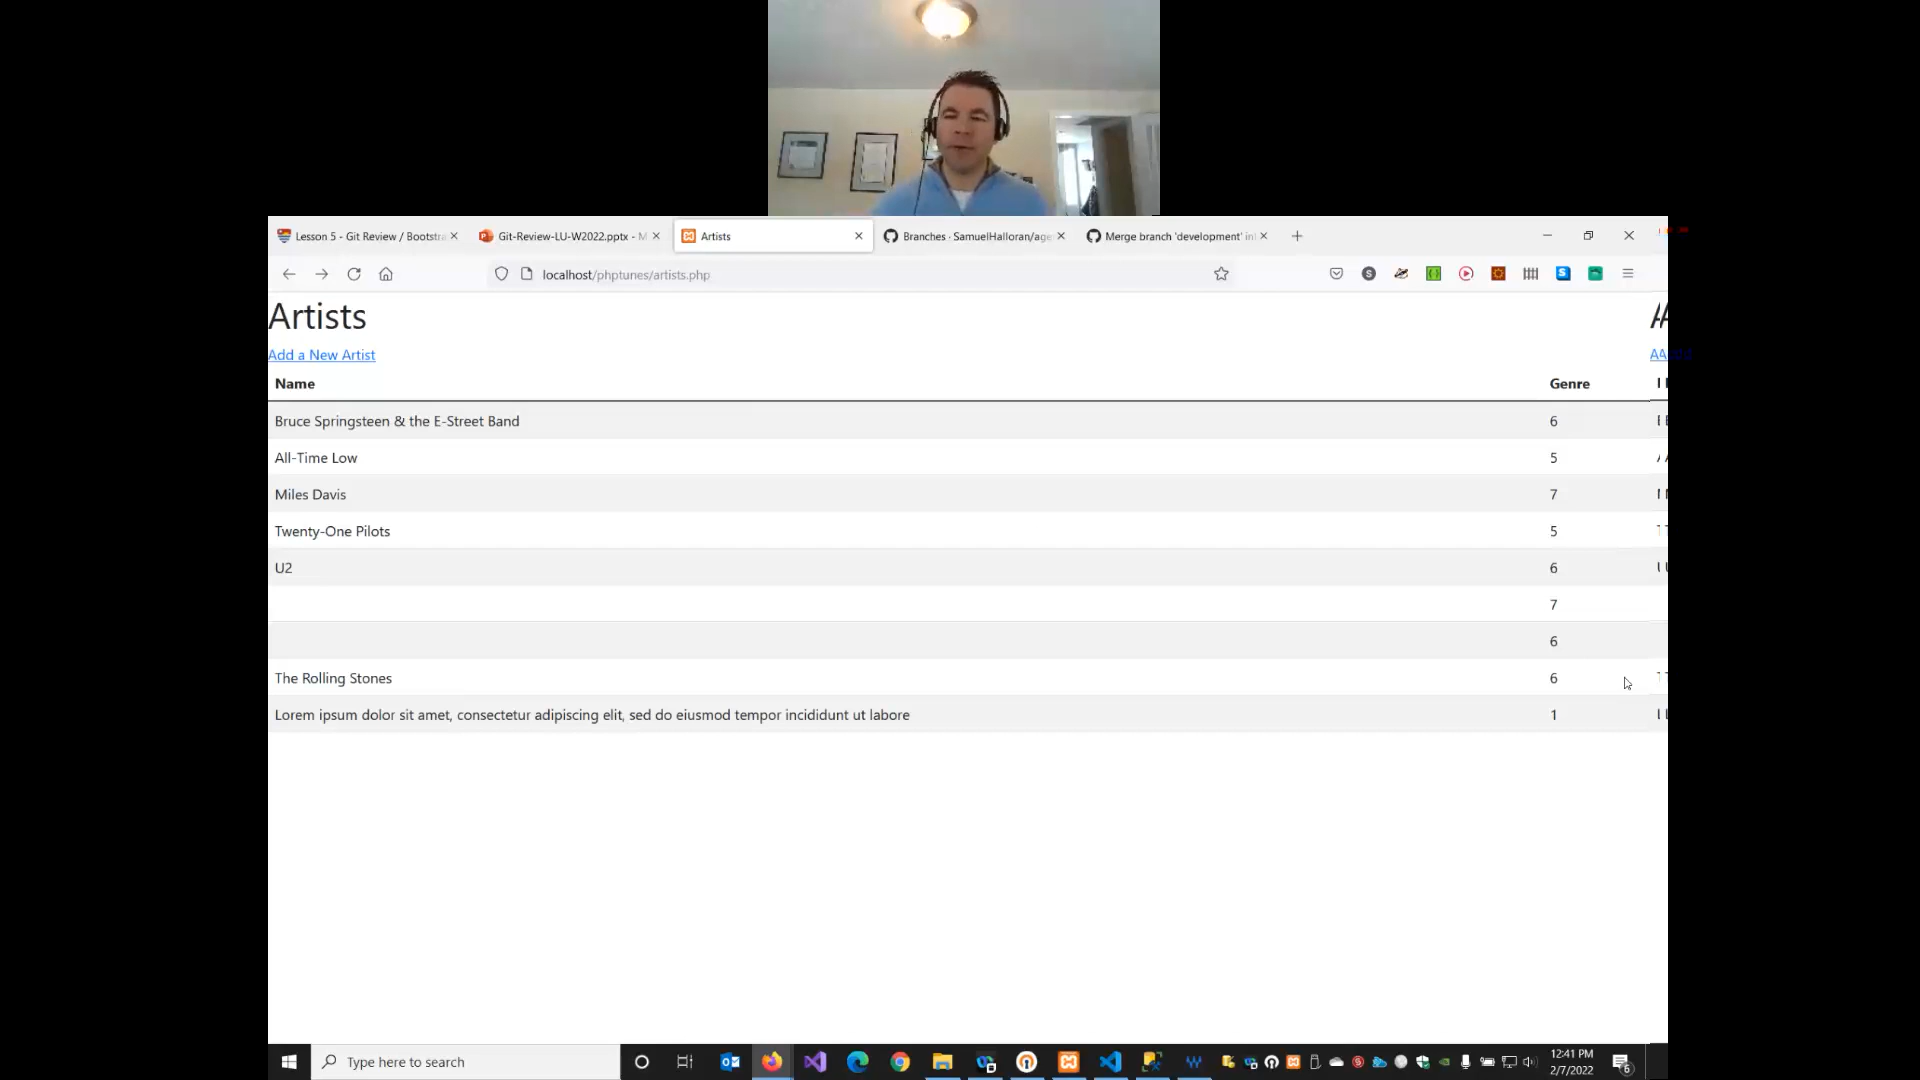 Lesson 5 - Git Review / Bootstra
Git-Review-LU-W2022.pptx - M
Artists
Branches · SamuelHalloran/age
Merge branch 'development' in
localhost/phptunes/artists.php
Artists
Add a New Artist
Name Genre
Bruce Springsteen & the E-Street Band 6
All-Time Low 5
Miles Davis 7
Twenty-One Pilots 5
U2 6
7
6
The Rolling Stones 6
Lorem ipsum dolor sit amet, consectetur adipiscing elit, sed do eiusmod tempor incididunt ut labore 1
Type here to search
12:41 PM
2/7/2022
6